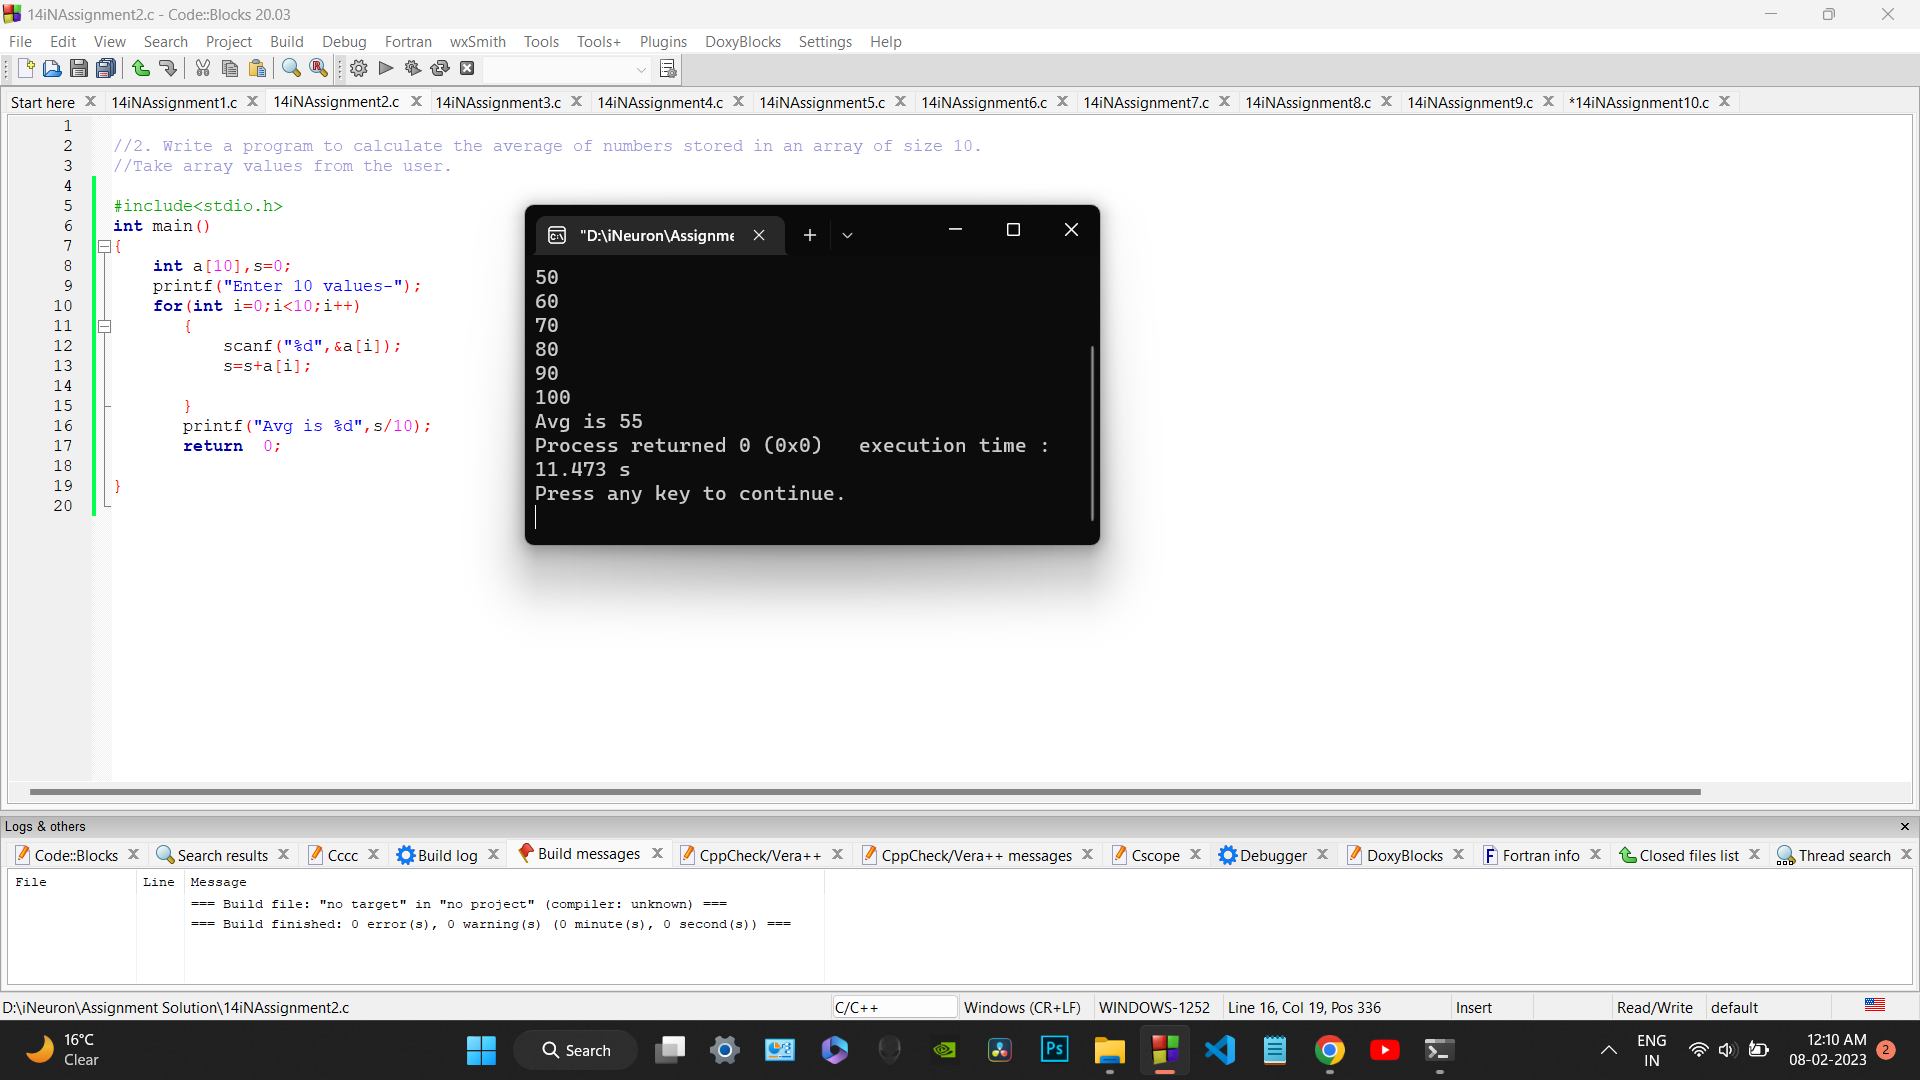 14iNAssignment2.c - Code::Blocks 20.03
File Edit View Search Project Build Debug Fortran wxSmith Tools Tools+ Plugins DoxyBlocks Settings Help
Start here 14iNAssignment1.c 14iNAssignment2.c 14iNAssignment3.c 14iNAssignment4.c 14iNAssignment5.c 14iNAssignment6.c 14iNAssignment7.c 14iNAssignment8.c 14iNAssignment9.c *14iNAssignment10.c
1
2 //2. Write a program to calculate the average of numbers stored in an array of size 10.
3 //Take array values from the user.
4
5 #include<stdio.h>
6 int main()
7 {
8 int a[10],s=0;
9 printf("Enter 10 values-");
10 for(int i=0;i<10;i++)
11 {
12 scanf("%d",&a[i]);
13 s=s+a[i];
14
15 }
16 printf("Avg is %d",s/10);
17 return  0;
18
19 }
20
"D:\iNeuron\Assignme
50
60
70
80
90
100
Avg is 55
Process returned 0 (0x0)   execution time :
11.473 s
Press any key to continue.
Logs & others
Code::Blocks Search results Cccc Build log Build messages CppCheck/Vera++ CppCheck/Vera++ messages Cscope Debugger DoxyBlocks Fortran info Closed files list Thread search
File Line Message
=== Build file: "no target" in "no project" (compiler: unknown) ===
=== Build finished: 0 error(s), 0 warning(s) (0 minute(s), 0 second(s)) ===
D:\iNeuron\Assignment Solution\14iNAssignment2.c C/C++ Windows (CR+LF) WINDOWS-1252 Line 16, Col 19, Pos 336 Insert Read/Write default
16°C
Clear
Search
Ps
ENG
IN
12:10 AM
08-02-2023
2